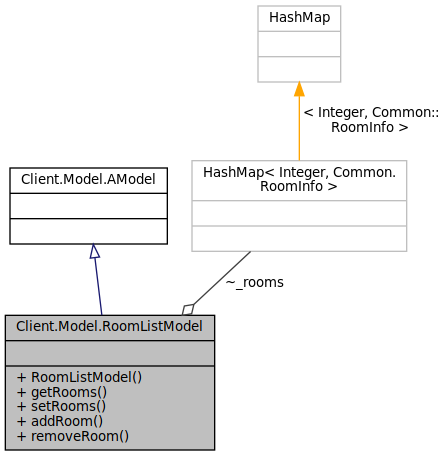 HashMap
< Integer, Common::
RoomInfo >
Client.Model.AModel
HashMap< Integer, Common.
RoomInfo >
~_rooms
Client.Model.RoomListModel
+ RoomListModel()
+ getRooms()
+ setRooms()
+ addRoom()
+ removeRoom()